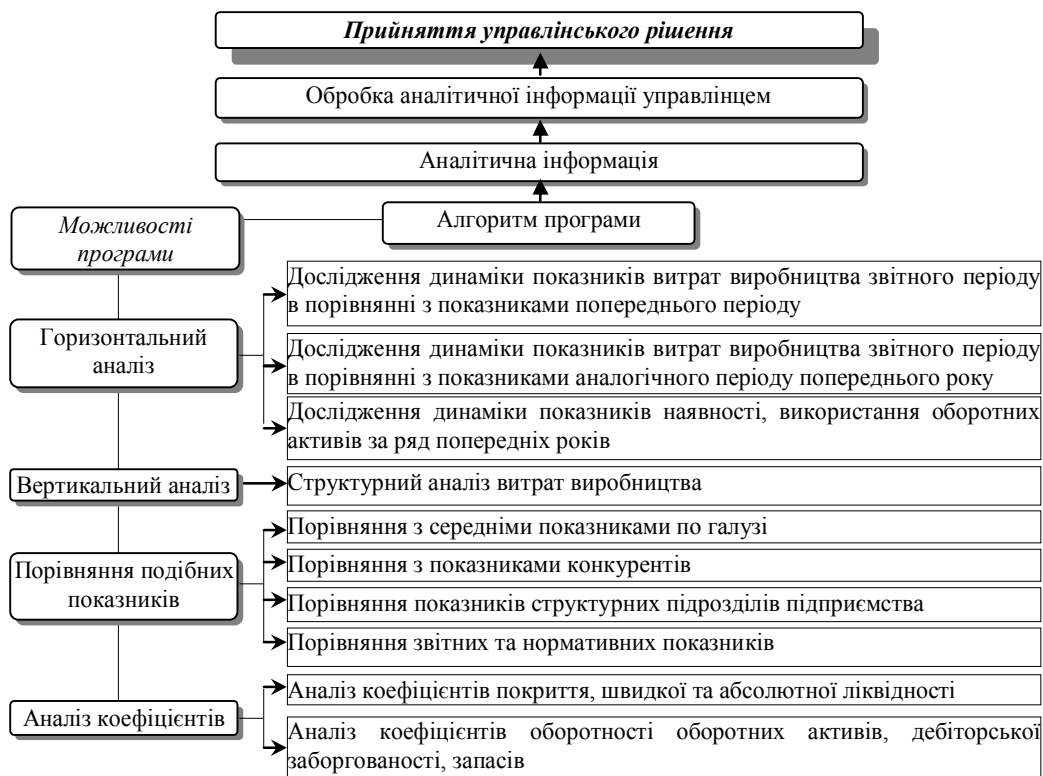 Прийняття управлінського рішення
Обробка аналітичної інформації управлінцем
Аналітична інформація
Алгоритм програми
Можливості
програми
Горизонтальний
аналіз
Дослідження динаміки показників витрат виробництва звітного періоду
в порівнянні з показниками попереднього періоду
Дослідження динаміки показників витрат виробництва звітного періоду
в порівнянні з показниками аналогічного періоду попереднього року
Дослідження динаміки показників наявності, використання оборотних
активів за ряд попередніх років
Вертикальний аналіз
Структурний аналіз витрат виробництва
Порівняння подібних
показників
Порівняння з середніми показниками по галузі
Порівняння з показниками конкурентів
Порівняння показників структурних підрозділів підприємства
Порівняння звітних та нормативних показників
Аналіз коефіцієнтів
Аналіз коефіцієнтів покриття, швидкої та абсолютної ліквідності
Аналіз коефіцієнтів оборотності оборотних активів, дебіторської
заборгованості, запасів